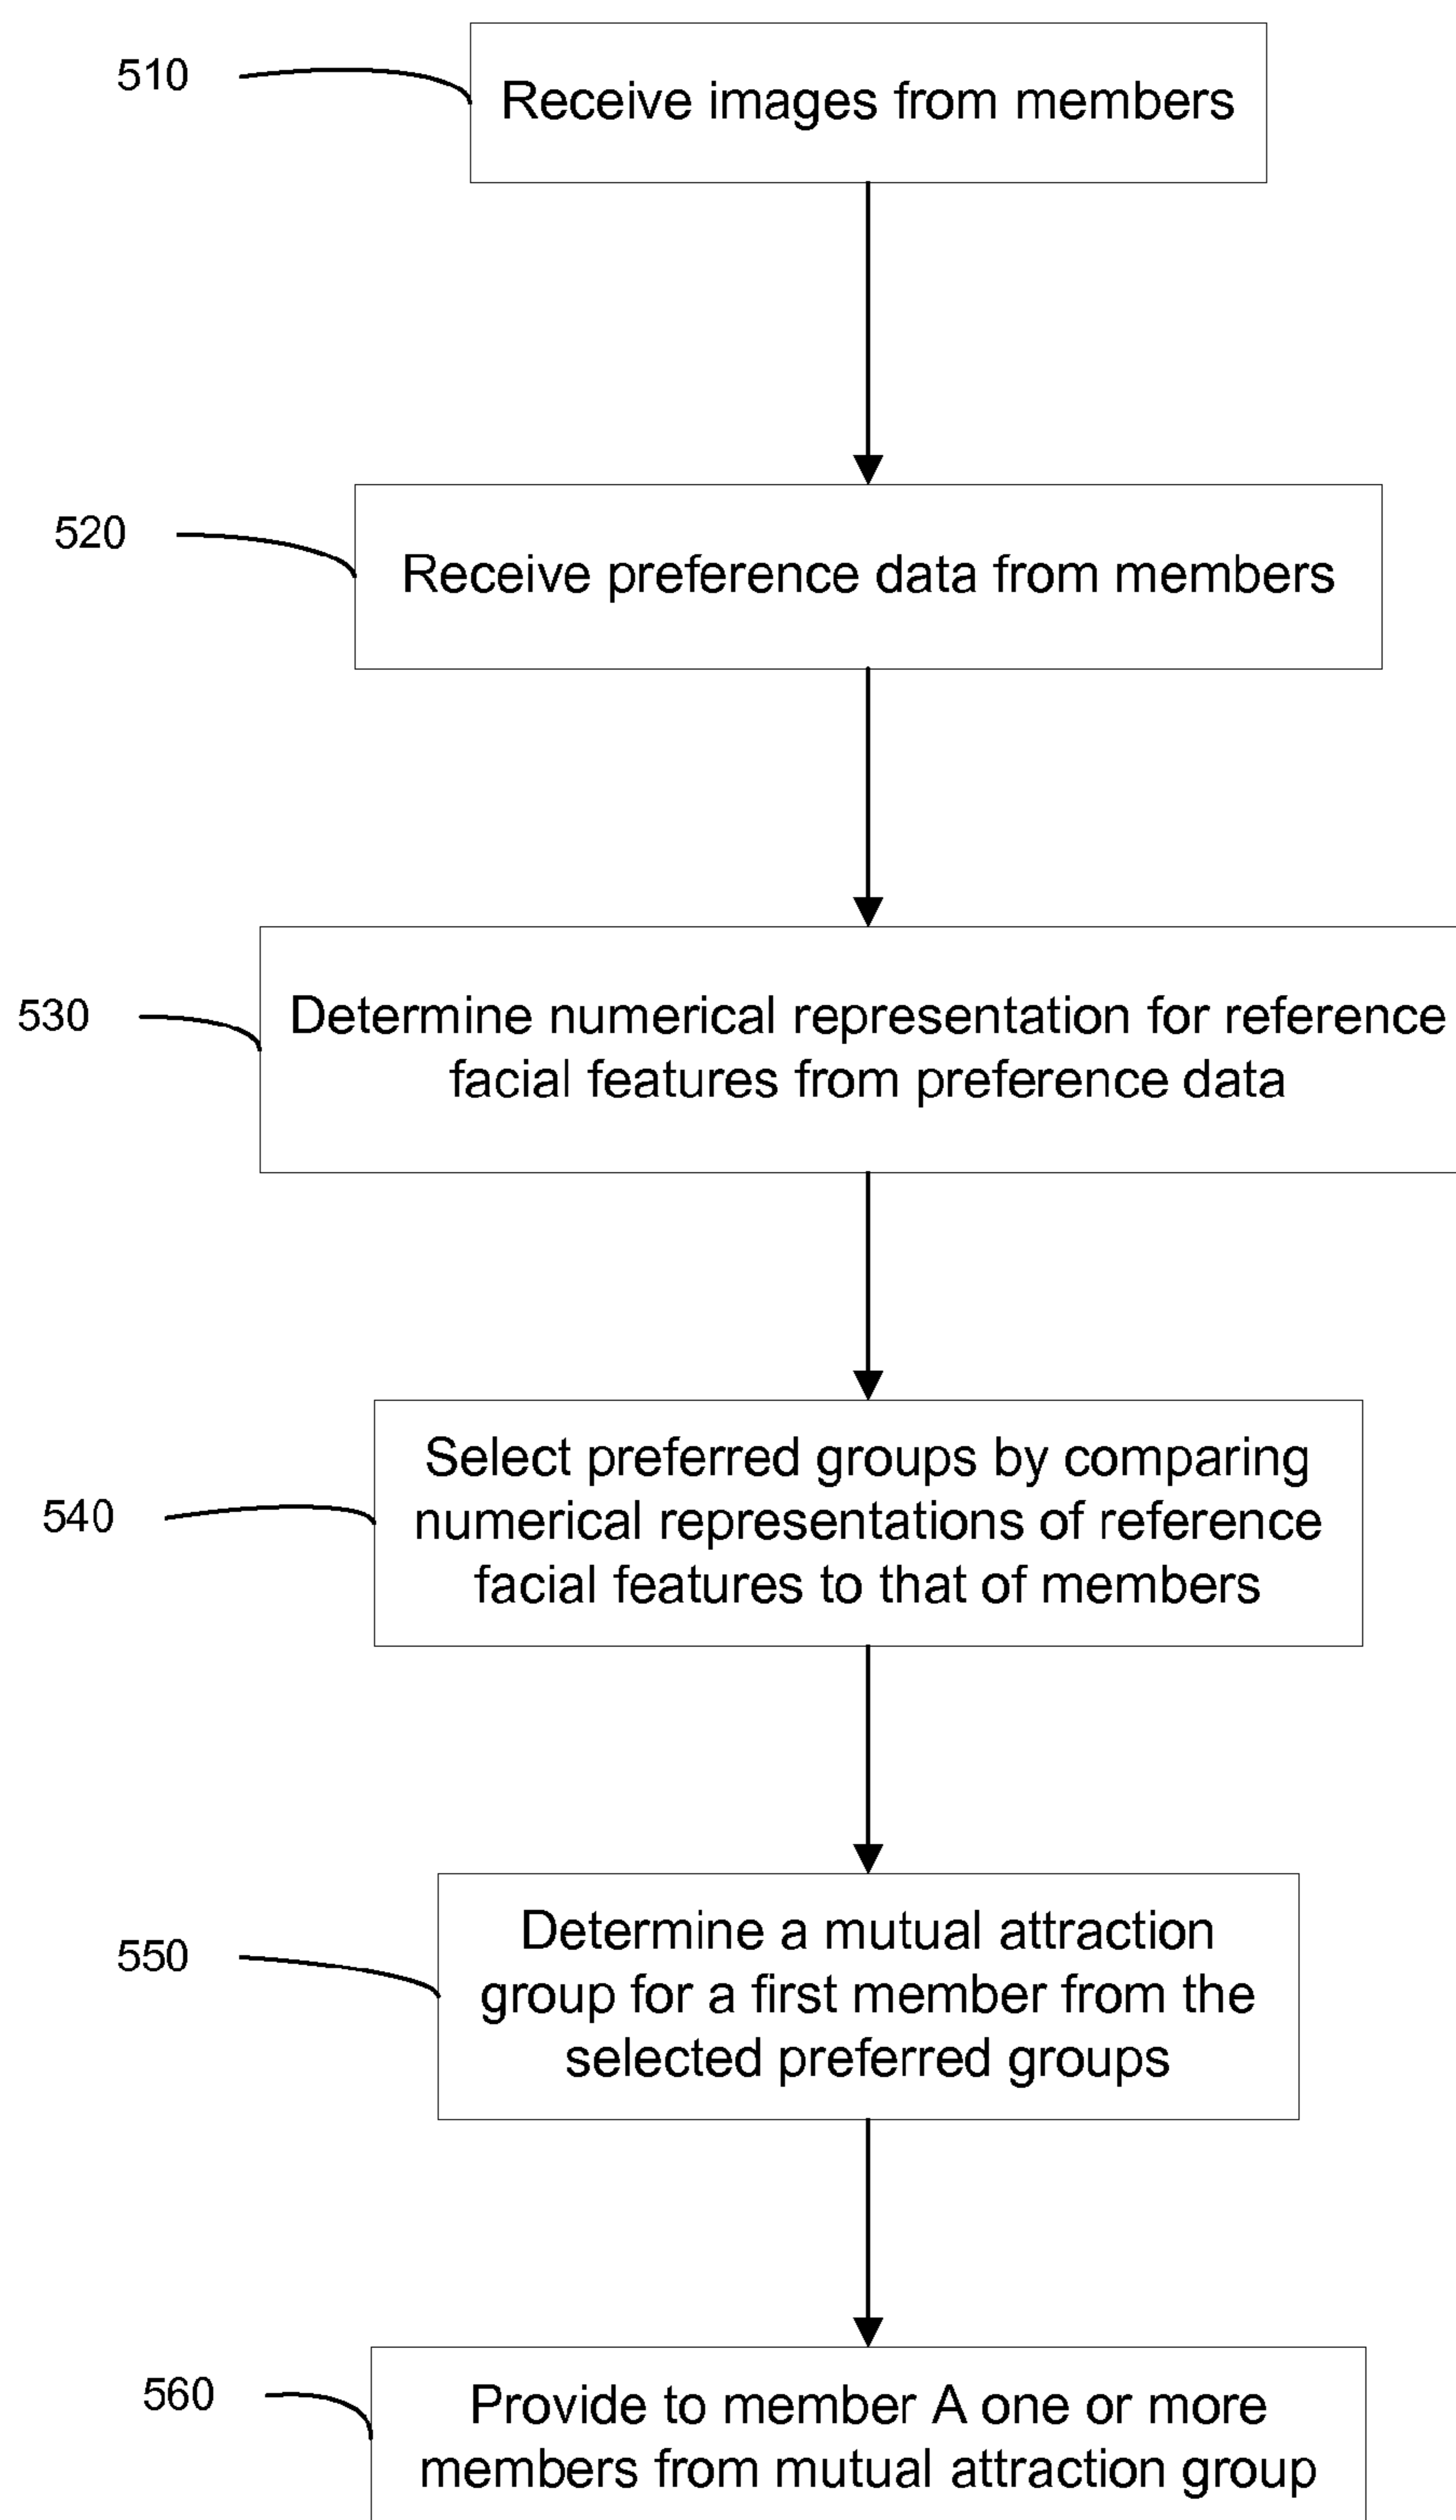 510
Receive images from members
520
Receive preference data from members
530
Determine numerical representation for reference
facial features from preference data
540
Select preferred groups by comparing
numerical representations of reference
facial features to that of members
550
Determine a mutual attraction
group for a first member from the
selected preferred groups
560
Provide to member A one or more
members from mutual attraction group